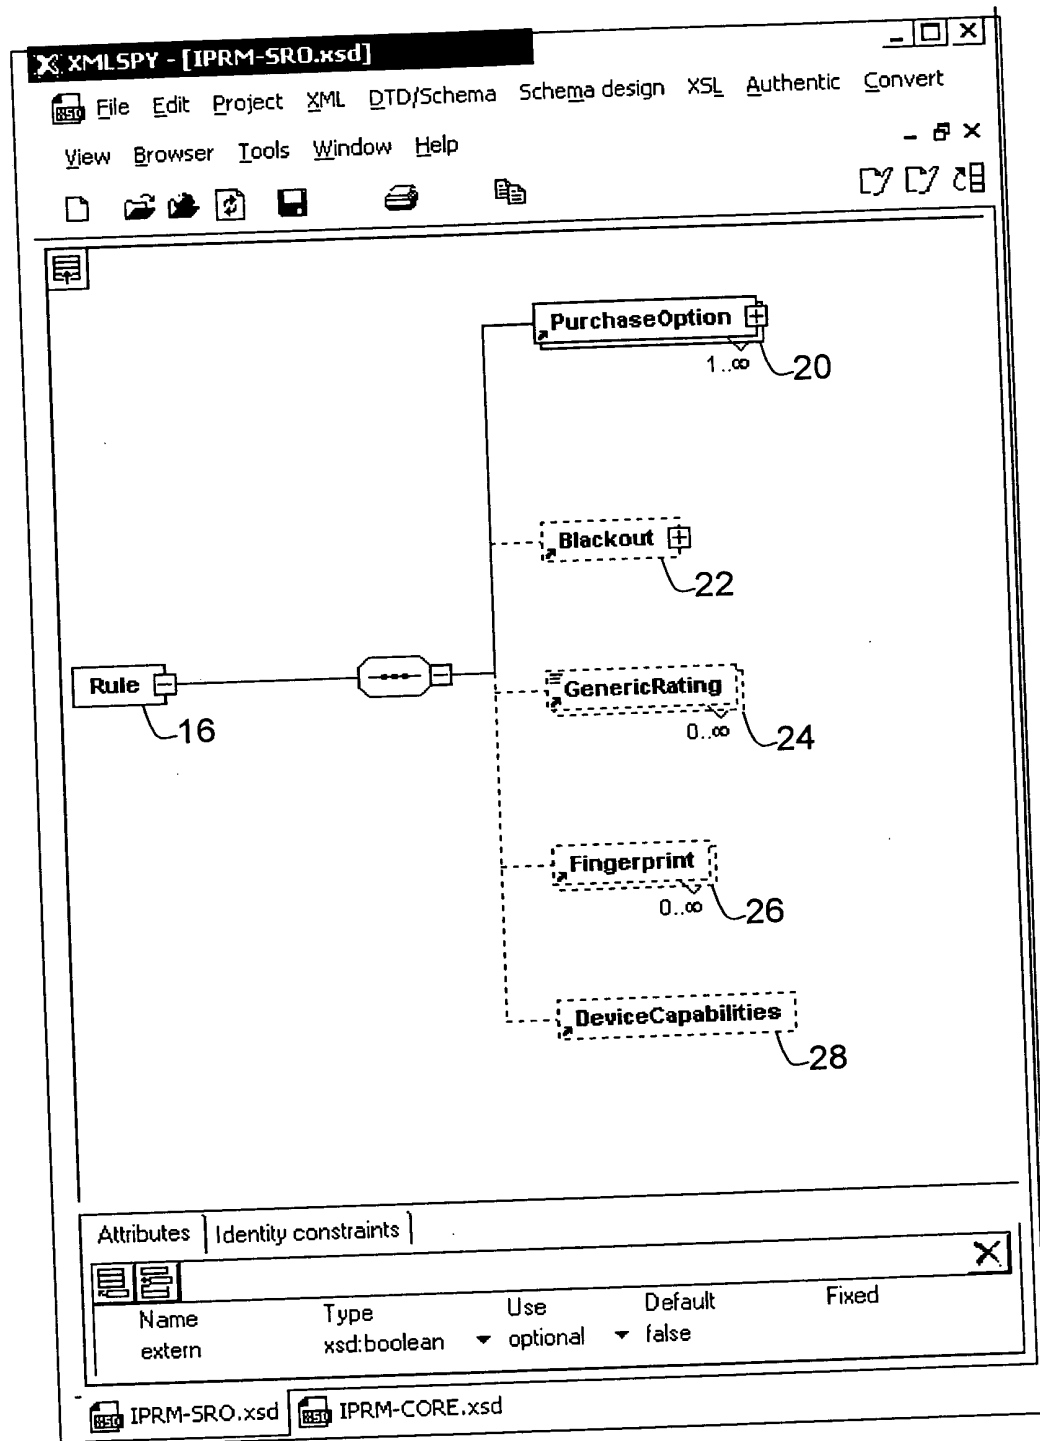 XMLSPY - [IPRM-SRO.xsd]
File Edit Project XML DTD/Schema Schema design XSL Authentic Convert
View Browser Tools Window Help
PurchaseOption
1..∞
20
Blackout
22
Rule
16
GenericRating
0..∞
24
Fingerprint
0..∞
26
DeviceCapabilities
28
Attributes Identity constraints
Name Type Use Default Fixed
extern xsd:boolean optional false
IPRM-SRO.xsd IPRM-CORE.xsd